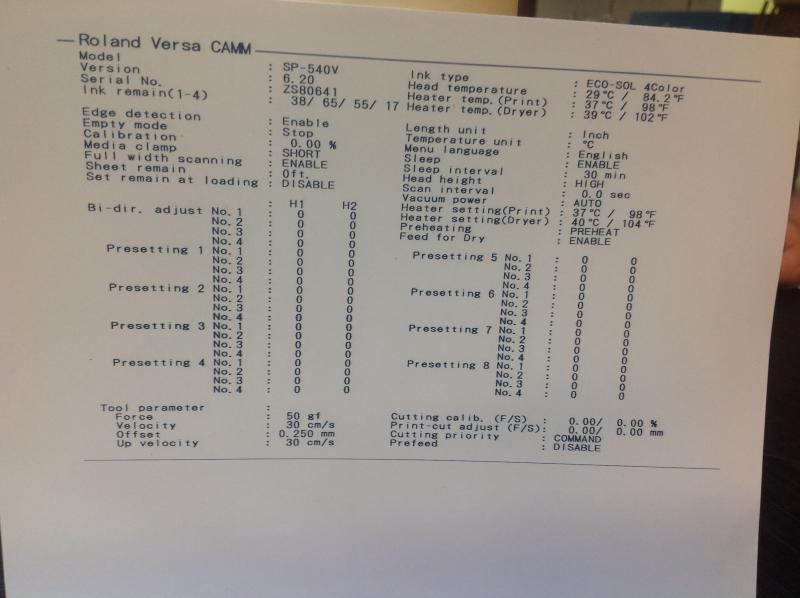 Roland Versa CAMM
Model : SP-540V
Version : 6.20
Serial No. : ZS80641
Ink remain(1-4) : 38/ 65/ 55/ 17
Edge detection : Enable
Empty mode : Stop
Calibration : 0.00 %
Media clamp : SHORT
Full width scanning : ENABLE
Sheet remain : 0ft.
Set remain at loading : DISABLE
H1 H2
Bi-dir. adjust No. 1 : 0 0
No. 2 : 0 0
No. 3 : 0 0
No. 4 : 0 0
Presetting 1 No. 1 : 0 0
No. 2 : 0 0
No. 3 : 0 0
No. 4 : 0 0
Presetting 2 No. 1 : 0 0
No. 2 : 0 0
No. 3 : 0 0
No. 4 : 0 0
Presetting 3 No. 1 : 0 0
No. 2 : 0 0
No. 3 : 0 0
No. 4 : 0 0
Presetting 4 No. 1 : 0 0
No. 2 : 0 0
No. 3 : 0 0
No. 4 : 0 0
Tool parameter :
Force : 50 gf
Velocity : 30 cm/s
Offset : 0.250 mm
Up velocity : 30 cm/s
Ink type : ECO-SOL 4Color
Head temperature : 29°C / 84.2°F
Heater temp.(Print) : 37°C / 98°F
Heater temp.(Dryer) : 39°C / 102°F
Length unit : Inch
Temperature unit : °C
Menu language : English
Sleep : ENABLE
Sleep interval : 30 min
Head height : HIGH
Scan interval : 0.0 sec
Vacuum power : AUTO
Heater setting(Print) : 37°C / 98°F
Heater setting(Dryer) : 40°C / 104°F
Preheating : PREHEAT
Feed for Dry : ENABLE
Presetting 5 No. 1 : 0 0
No. 2 : 0 0
No. 3 : 0 0
No. 4 : 0 0
Presetting 6 No. 1 : 0 0
No. 2 : 0 0
No. 3 : 0 0
No. 4 : 0 0
Presetting 7 No. 1 : 0 0
No. 2 : 0 0
No. 3 : 0 0
No. 4 : 0 0
Presetting 8 No. 1 : 0 0
No. 2 : 0 0
No. 3 : 0 0
No. 4 : 0 0
Cutting calib. (F/S) : 0.00/ 0.00 %
Print-cut adjust (F/S): 0.00/ 0.00 mm
Cutting priority : COMMAND
Prefeed : DISABLE